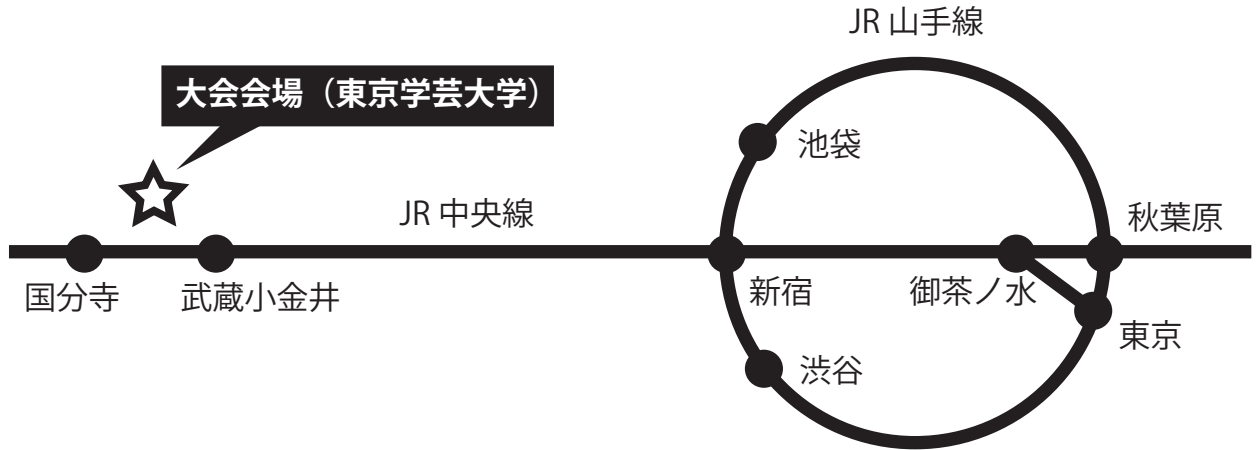 JR 山手線
大会会場（東京学芸大学）
池袋
JR 中央線
秋葉原
国分寺
武蔵小金井
新宿
御茶ノ水
東京
渋谷